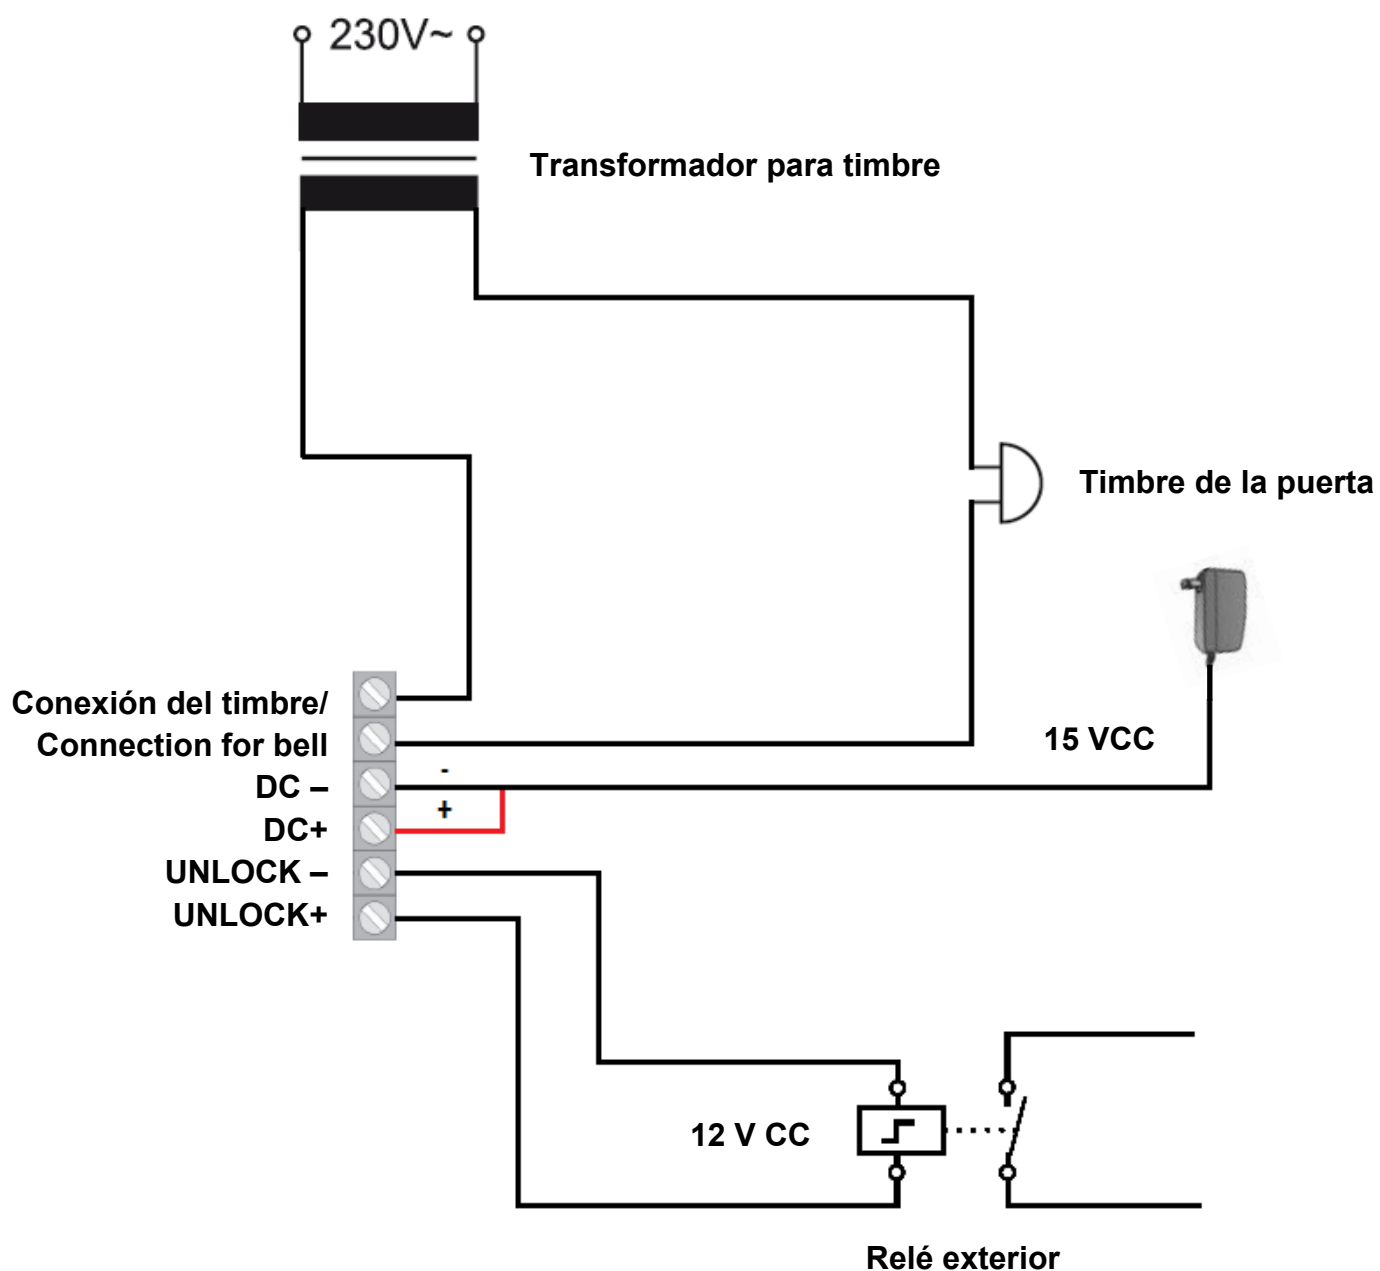 230V~
Transformador para timbre
Timbre de la puerta
Conexión del timbre/
Connection for bell
15 VCC
DC –
-
+
DC+
UNLOCK –
UNLOCK+
12 V CC
Relé exterior